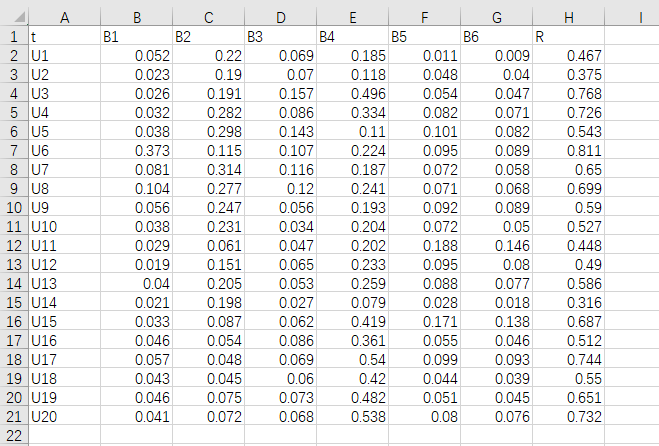 A B C D E F G H I
1 t B1 B2 B3 B4 B5 B6 R
2 U1 0.052 0.22 0.069 0.185 0.011 0.009 0.467
3 U2 0.023 0.19 0.07 0.118 0.048 0.04 0.375
4 U3 0.026 0.191 0.157 0.496 0.054 0.047 0.768
5 U4 0.032 0.282 0.086 0.334 0.082 0.071 0.726
6 U5 0.038 0.298 0.143 0.11 0.101 0.082 0.543
7 U6 0.373 0.115 0.107 0.224 0.095 0.089 0.811
8 U7 0.081 0.314 0.116 0.187 0.072 0.058 0.65
9 U8 0.104 0.277 0.12 0.241 0.071 0.068 0.699
10 U9 0.056 0.247 0.056 0.193 0.092 0.089 0.59
11 U10 0.038 0.231 0.034 0.204 0.072 0.05 0.527
12 U11 0.029 0.061 0.047 0.202 0.188 0.146 0.448
13 U12 0.019 0.151 0.065 0.233 0.095 0.08 0.49
14 U13 0.04 0.205 0.053 0.259 0.088 0.077 0.586
15 U14 0.021 0.198 0.027 0.079 0.028 0.018 0.316
16 U15 0.033 0.087 0.062 0.419 0.171 0.138 0.687
17 U16 0.046 0.054 0.086 0.361 0.055 0.046 0.512
18 U17 0.057 0.048 0.069 0.54 0.099 0.093 0.744
19 U18 0.043 0.045 0.06 0.42 0.044 0.039 0.55
20 U19 0.046 0.075 0.073 0.482 0.051 0.045 0.651
21 U20 0.041 0.072 0.068 0.538 0.08 0.076 0.732
22